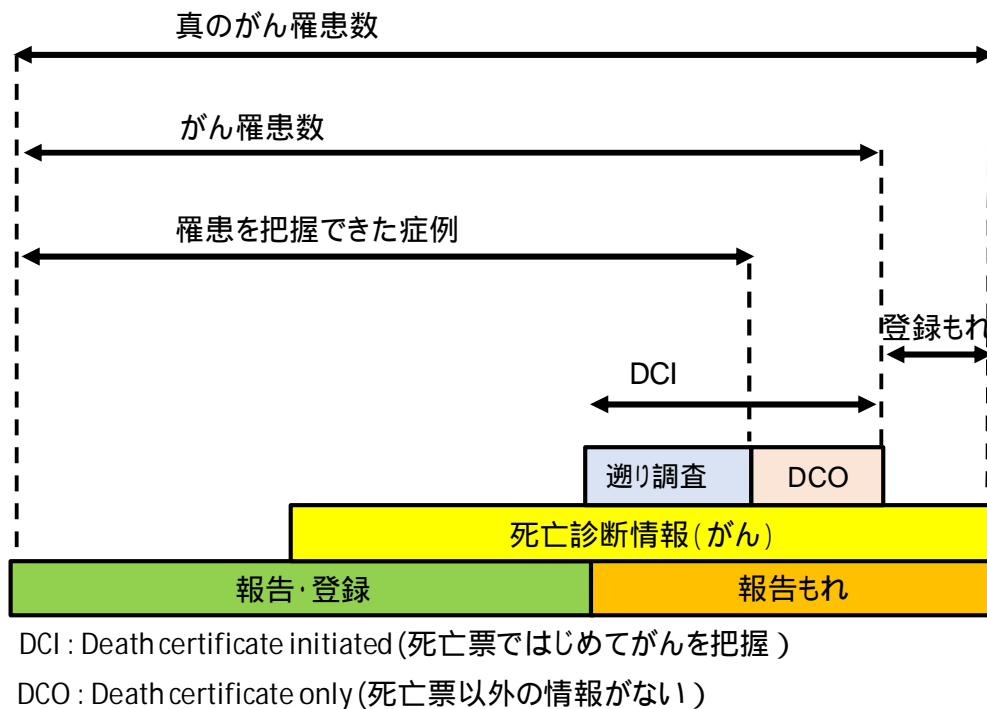 真のがん罹患数
がん罹患数
罹患を把握できた症例
登録もれ
DCI
遡り調査
DCO
死亡診断情報(がん)
報告・登録
報告もれ
DCI : Death certificate initiated (死亡票ではじめてがんを把握 )
DCO : Death certificate only (死亡票以外の情報がない )